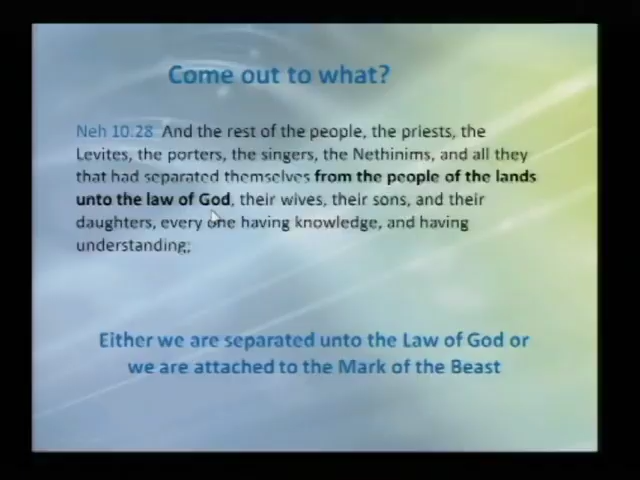 Come out to what?
Neh 10.28 And the rest of the people, the priests, the
Levites, the porters, the singers, the Nethinims, and all they
that had separated themselves from the people of the lands
unto the law of God, their wives, their sons, and their
daughters, every one having knowledge, and having
understanding;
Either we are separated unto the Law of God or
we are attached to the Mark of the Beast